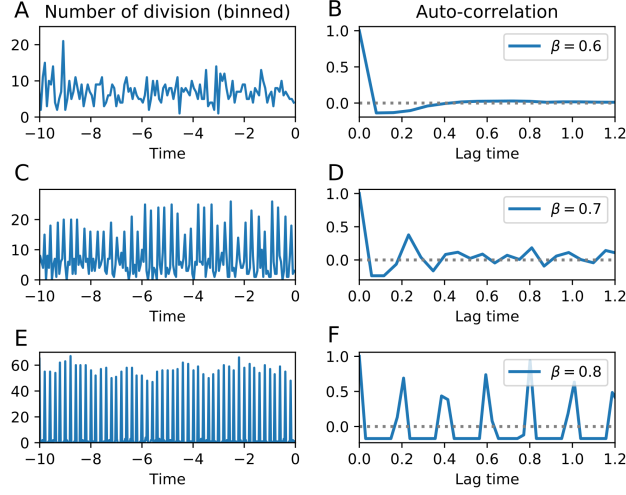 A Number of division (binned)
20
10
0
−10 −8 −6 −4 −2 0
Time
B Auto-correlation
β = 0.6
1.0
0.5
0.0
0.0 0.2 0.4 0.6 0.8 1.0 1.2
Lag time
C
20
10
0
−10 −8 −6 −4 −2 0
Time
D
β = 0.7
1.0
0.5
0.0
0.0 0.2 0.4 0.6 0.8 1.0 1.2
Lag time
E
60
40
20
0
−10 −8 −6 −4 −2 0
Time
F
β = 0.8
1.0
0.5
0.0
0.0 0.2 0.4 0.6 0.8 1.0 1.2
Lag time